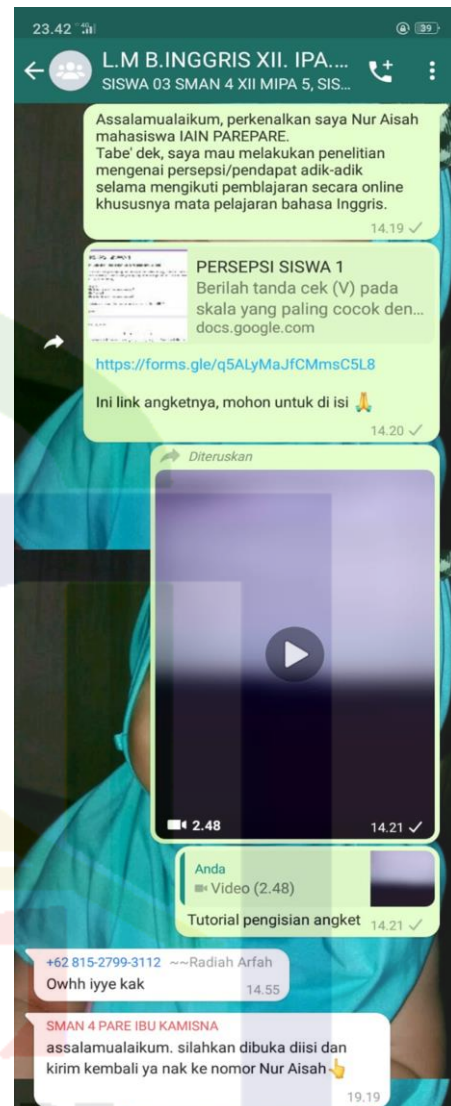 23.42
39
L.M B.INGGRIS XII. IPA....
SISWA 03 SMAN 4 XII MIPA 5, SIS...
Assalamualaikum, perkenalkan saya Nur Aisah
mahasiswa IAIN PAREPARE.
Tabe' dek, saya mau melakukan penelitian
mengenai persepsi/pendapat adik-adik
selama mengikuti pemblajaran secara online
khususnya mata pelajaran bahasa Inggris.
14.19
PERSEPSI SISWA 1
Berilah tanda cek (V) pada
skala yang paling cocok den...
docs.google.com
https://forms.gle/q5ALyMaJfCMmsC5L8
Ini link angketnya, mohon untuk di isi 🙏
14.20
Diteruskan
2.48
14.21
Anda
Video (2.48)
Tutorial pengisian angket
14.21
+62 815-2799-3112 ~~Radiah Arfah
Owhh iyye kak
14.55
SMAN 4 PARE IBU KAMISNA
assalamualaikum. silahkan dibuka diisi dan
kirim kembali ya nak ke nomor Nur Aisah👆
19.19